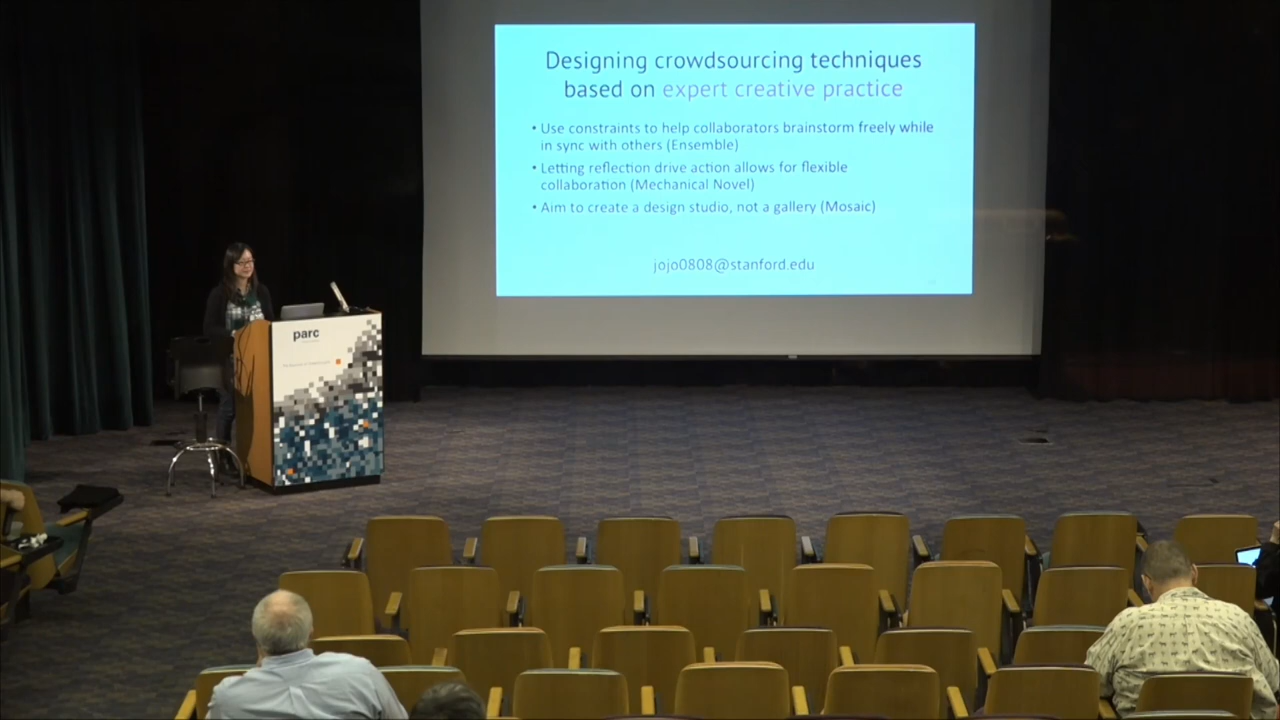 Designing crowdsourcing techniques
based on expert creative practice
• Use constraints to help collaborators brainstorm freely while
in sync with others (Ensemble)
• Letting reflection drive action allows for flexible
collaboration (Mechanical Novel)
• Aim to create a design studio, not a gallery (Mosaic)
jojo0808@stanford.edu
parc